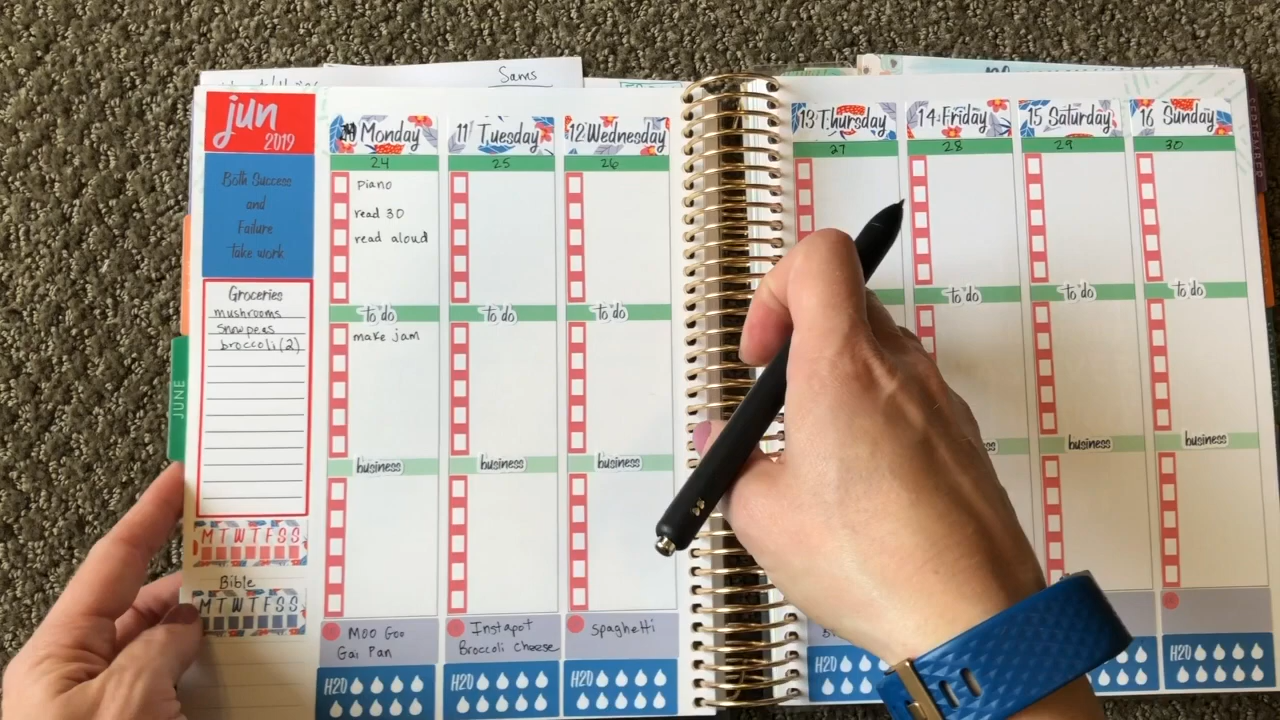 Sams
jun
2019
Both Success
and
Failure
take work
Groceries
mushrooms
snowpeas
broccoli(2)
MTWTFSS
Bible
MTWTFSS
JUNE
Monday
24
piano
read 30
read aloud
to do
make jam
business
Moo Goo
Gai Pan
H2O
11 Tuesday
25
to do
business
Instapot
Broccoli Cheese
H2O
12 Wednesday
26
to do
business
spaghetti
H2O
13 Thursday
27
H2O
14 Friday
28
to do
15 Saturday
29
to do
business
16 Sunday
30
to do
business
H2O